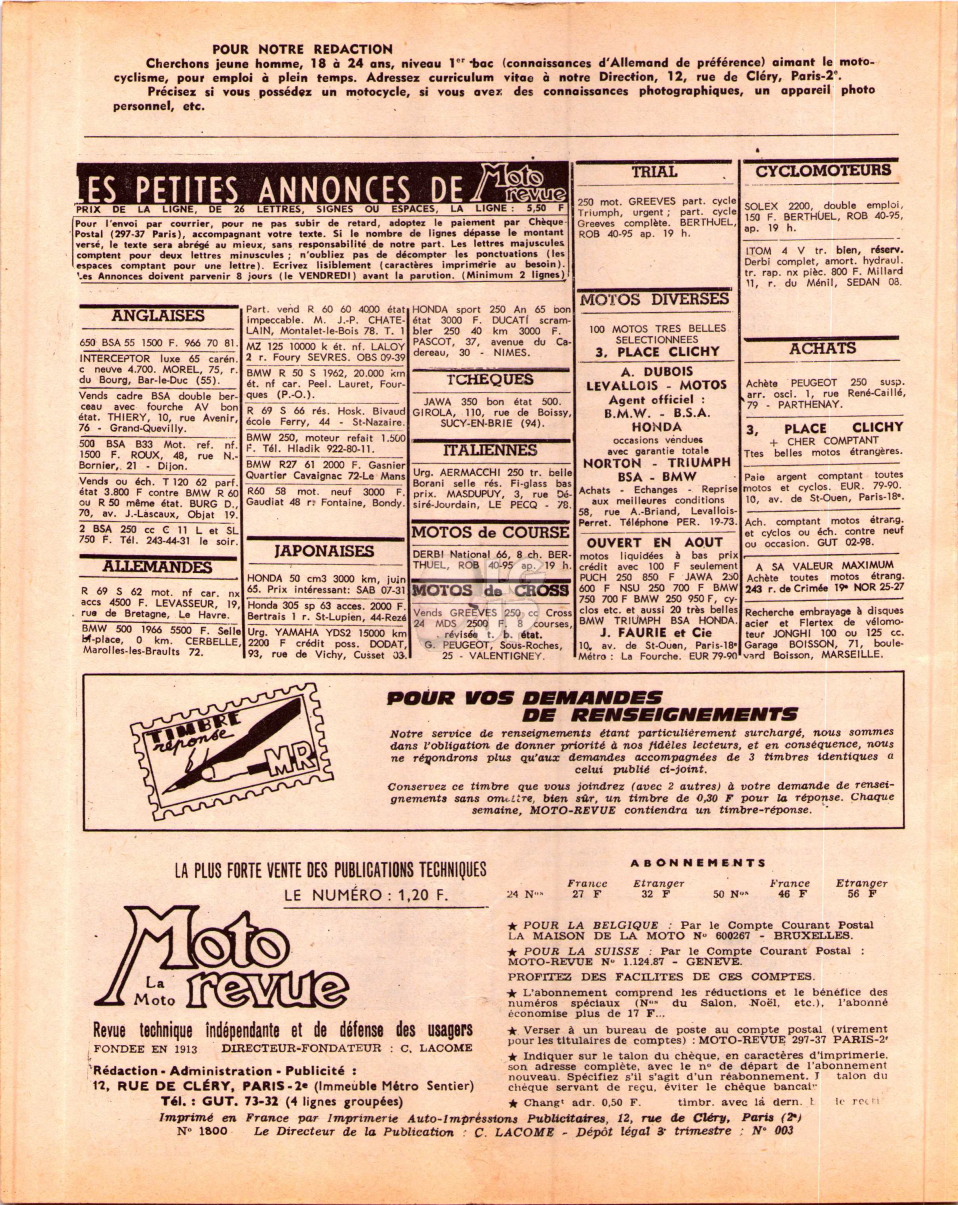 POUR NOTRE REDACTION
Cherchons jeune homme, 18 à 24 ans, niveau 1er bac (connaissances d'Allemand de préférence) aimant le moto-
cyclisme, pour emploi à plein temps. Adressez curriculum vitae à notre Direction, 12, rue de Cléry, Paris-2e.
Précisez si vous possédez un motocycle, si vous avez des connaissances photographiques, un appareil photo
personnel, etc.
LES PETITES ANNONCES DE Moto revue
PRIX DE LA LIGNE, DE 26 LETTRES, SIGNES OU ESPACES, LA LIGNE : 5,50 F
Pour l'envoi par courrier, pour ne pas subir de retard, adoptez le paiement par Chèque-
Postal (297-37 Paris), accompagnant votre texte. Si le nombre de lignes dépasse le montant
versé, le texte sera abrégé au mieux, sans responsabilité de notre part. Les lettres majuscules
comptent pour deux lettres minuscules ; n'oubliez pas de décompter les ponctuations (les
espaces comptant pour une lettre). Ecrivez lisiblement (caractères imprimerie au besoin).
Les Annonces doivent parvenir 8 jours (le VENDREDI) avant la parution. (Minimum 2 lignes)
ANGLAISES
650 BSA 55 1500 F. 966 70 81.
INTERCEPTOR luxe 65 carén.
c neuve 4.700. MOREL, 75, r.
du Bourg, Bar-le-Duc (55).
Vends cadre BSA double ber-
ceau avec fourche AV bon
état. THIERY, 10, rue Avenir,
76 - Grand-Quevilly.
500 BSA B33 Mot. ref. nf.
1500 F. ROUX, 48, rue N.-
Bornier, 21 - Dijon.
Vends ou éch. T 120 62 parf.
état 3.800 F contre BMW R 60
ou R 50 même état. BURG D.,
70, av. J.-Lascaux, Objat 19.
2 BSA 250 cc C 11 L et SL
750 F. Tél. 243-44-31 le soir.
ALLEMANDES
R 69 S 62 mot. nf car. nx
accs 4500 F. LEVASSEUR, 19,
rue de Bretagne, Le Havre.
BMW 500 1966 5500 F. Selle
bi-place, 0 km. CERBELLE,
Marolles-les-Braults 72.
Part. vend R 60 60 4000 état
impeccable. M. J.-P. CHATE-
LAIN, Montalet-le-Bois 78. T. 1
MZ 125 10000 k ét. nf. LALOY
2 r. Foury SEVRES. OBS 09-39
BMW R 50 S 1962, 20.000 km
ét. nf car. Peel. Lauret, Four-
ques (P.-O.).
R 69 S 66 rés. Hosk. Bivaud
école Ferry, 44 - St-Nazaire.
BMW 250, moteur refait 1.500
F. Tél. Hladik 922-80-11.
BMW R27 61 2000 F. Gasnier
Quartier Cavaignac 72-Le Mans
R60 58 mot. neuf 3000 F.
Gaudiat 48 r. Fontaine, Bondy.
JAPONAISES
HONDA 50 cm3 3000 km, juin
65. Prix intéressant: SAB 07-31
Honda 305 sp 63 acces. 2000 F.
Bertrais 1 r. St-Lupien, 44-Rezé
Urg. YAMAHA YDS2 15000 km
2200 F crédit poss. DODAT,
93, rue de Vichy, Cusset 03.
HONDA sport 250 An 65 bon
état 3000 F. DUCATI scram-
bler 250 40 km 3000 F.
PASCOT, 37, avenue du Ca-
dereau, 30 - NIMES.
TCHEQUES
JAWA 350 bon état 500.
GIROLA, 110, rue de Boissy,
SUCY-EN-BRIE (94).
ITALIENNES
Urg. AERMACCHI 250 tr. belle
Borani selle rés. Fi-glass bas
prix. MASDUPUY, 3, rue Dé-
siré-Jourdain, LE PECQ - 78.
MOTOS DE COURSE
DERBI National 66, 8 ch. BER-
THUEL, ROB 40-95 ap. 19 h.
MOTOS de CROSS
Vends GREEVES 250 cc Cross
24 MDS 2500 F. 8 courses,
révisée t. b. état.
G. PEUGEOT, Sous-Roches,
25 - VALENTIGNEY.
TRIAL
250 mot. GREEVES part. cycle
Triumph, urgent ; part. cycle
Greeves complète. BERTHUEL,
ROB 40-95 ap. 19 h.
MOTOS DIVERSES
100 MOTOS TRES BELLES
SELECTIONNEES
3, PLACE CLICHY
A. DUBOIS
LEVALLOIS - MOTOS
Agent officiel :
B.M.W. - B.S.A.
HONDA
occasions vendues
avec garantie totale
NORTON - TRIUMPH
BSA - BMW
Achats - Echanges - Reprise
aux meilleures conditions
58, rue A.-Briand, Levallois-
Perret. Téléphone PER. 19-73.
OUVERT EN AOUT
motos liquidées à bas prix
crédit avec 100 F seulement
PUCH 250 850 F JAWA 250
600 F NSU 250 700 F BMW
750 700 F BMW 250 950 F, cy-
clos etc. et aussi 20 très belles
BMW TRIUMPH BSA HONDA.
J. FAURIE et Cie
10, av. de St-Ouen, Paris-18e
Métro : La Fourche. EUR 79-90
CYCLOMOTEURS
SOLEX 2200, double emploi,
150 F. BERTHUEL, ROB 40-95,
ap. 19 h.
ITOM 4 V tr. bien, réserv.
Derbi complet, amort. hydraul.
tr. rap. nx pièc. 800 F. Millard
11, r. du Ménil, SEDAN 08.
ACHATS
Achète PEUGEOT 250 susp.
arr. osci. 1, rue René-Caillé,
79 - PARTHENAY.
3, PLACE CLICHY
+ CHER COMPTANT
Ttes belles motos étrangères.
Paie argent comptant toutes
motos et cyclos. EUR. 79-90.
10, av. de St-Ouen, Paris-18e.
Ach. comptant motos étrang.
et cyclos ou éch. contre neuf
ou occasion. GUT 02-98.
A SA VALEUR MAXIMUM
Achète toutes motos étrang.
243 r. de Crimée 19e NOR 25-27
Recherche embrayage à disques
acier et Flertex de vélomo-
teur JONGHI 100 ou 125 cc.
Garage BOISSON, 71, boule-
vard Boisson, MARSEILLE.
TIMBRE
réponse
MR
POUR VOS DEMANDES
DE RENSEIGNEMENTS
Notre service de renseignements étant particulièrement surchargé, nous sommes
dans l'obligation de donner priorité à nos fidèles lecteurs, et en conséquence, nous
ne répondrons plus qu'aux demandes accompagnées de 3 timbres identiques a
celui publié ci-joint.
Conservez ce timbre que vous joindrez (avec 2 autres) à votre demande de rensei-
gnements sans omettre, bien sûr, un timbre de 0,30 F pour la réponse. Chaque
semaine, MOTO-REVUE contiendra un timbre-réponse.
LA PLUS FORTE VENTE DES PUBLICATIONS TECHNIQUES
LE NUMÉRO : 1,20 F.
Moto
La Moto revue
Revue technique indépendante et de défense des usagers
FONDEE EN 1913 DIRECTEUR-FONDATEUR : C. LACOME
Rédaction - Administration - Publicité :
12, RUE DE CLÉRY, PARIS-2e (Immeuble Métro Sentier)
Tél. : GUT. 73-32 (4 lignes groupées)
ABONNEMENTS
France Etranger France Etranger
24 Nos 27 F 32 F 50 Nos 46 F 56 F
★ POUR LA BELGIQUE : Par le Compte Courant Postal
LA MAISON DE LA MOTO No 600267 - BRUXELLES.
★ POUR LA SUISSE : Par le Compte Courant Postal :
MOTO-REVUE No 1.124.87 - GENEVE.
PROFITEZ DES FACILITES DE CES COMPTES.
★ L'abonnement comprend les réductions et le bénéfice des
numéros spéciaux (Nos du Salon, Noël, etc.), l'abonné
économise plus de 17 F...
★ Verser à un bureau de poste au compte postal (virement
pour les titulaires de comptes) : MOTO-REVUE 297-37 PARIS-2e
★ Indiquer sur le talon du chèque, en caractères d'imprimerie,
son adresse complète, avec le no de départ de l'abonnement
nouveau. Spécifiez s'il s'agit d'un réabonnement. talon du
chèque servant de reçu, éviter le chèque
★ Changt adr. 0,50 F. timbr. avec la dern.
Imprimé en France par Imprimerie Auto-Impréssions Publicitaires, 12, rue de Cléry, Paris (2e)
No 1800 Le Directeur de la Publication : C. LACOME - Dépôt légal 3e trimestre : No 003